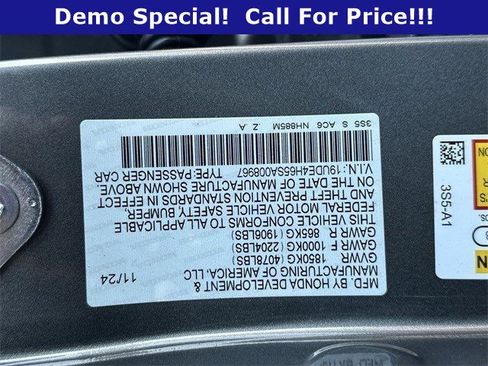 Demo Special!  Call For Price!!!
MFD. BY HONDA DEVELOPMENT &
MANUFACTURING OF AMERICA, LLC
11/24
GVWR 1850KG(4078LBS)
GAWR F 1000KG(2204LBS)
GAWR R 865KG(1906LBS)
THIS VEHICLE CONFORMS TO ALL APPLICABLE
FEDERAL MOTOR VEHICLE SAFETY, BUMPER,
AND THEFT PREVENTION STANDARDS IN EFFECT
ON THE DATE OF MANUFACTURE SHOWN ABOVE.
V.I.N.: 19UDE4H65SA008967
TYPE: PASSENGER CAR
3S5 S AC6 NH885M Z A
3S5-A1